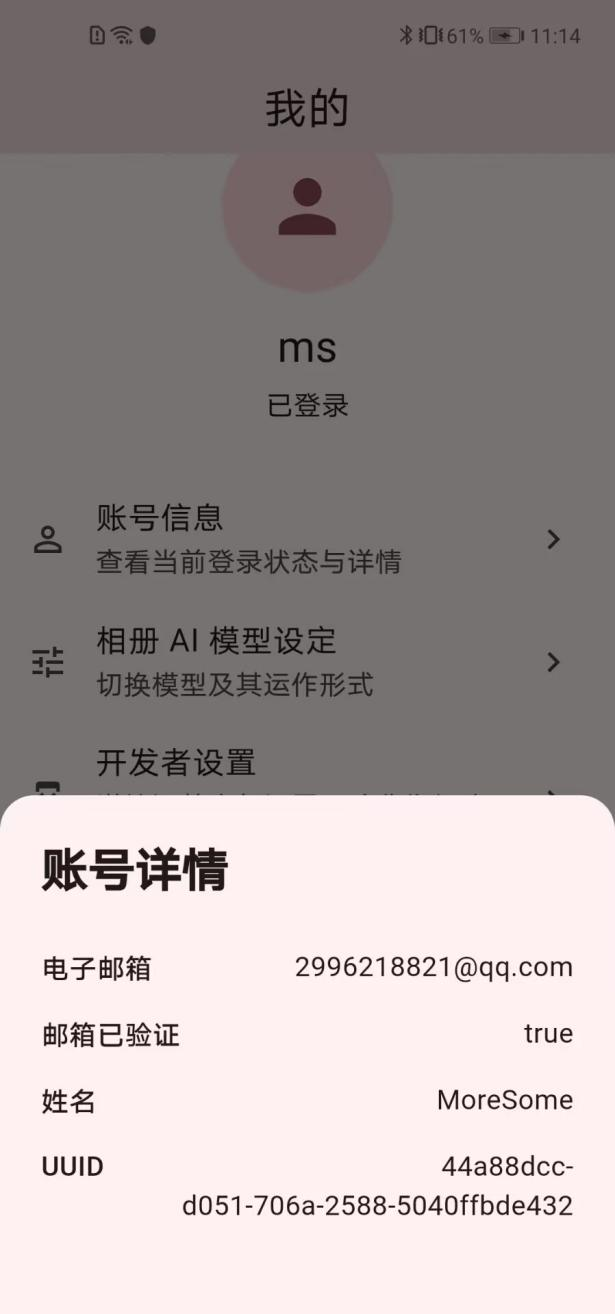 61% 11:14
我的
ms
已登录
账号信息
查看当前登录状态与详情
相册 AI 模型设定
切换模型及其运作形式
开发者设置
账号详情
电子邮箱 2996218821@qq.com
邮箱已验证 true
姓名 MoreSome
UUID 44a88dcc-
d051-706a-2588-5040ffbde432